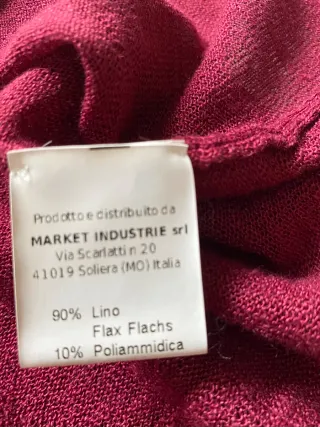 Prodotto e distribuito da
MARKET INDUSTRIE srl
Via Scarlatti n 20
41019 Soliera (MO) Italia
90% Lino
Flax Flachs
10% Poliammidica